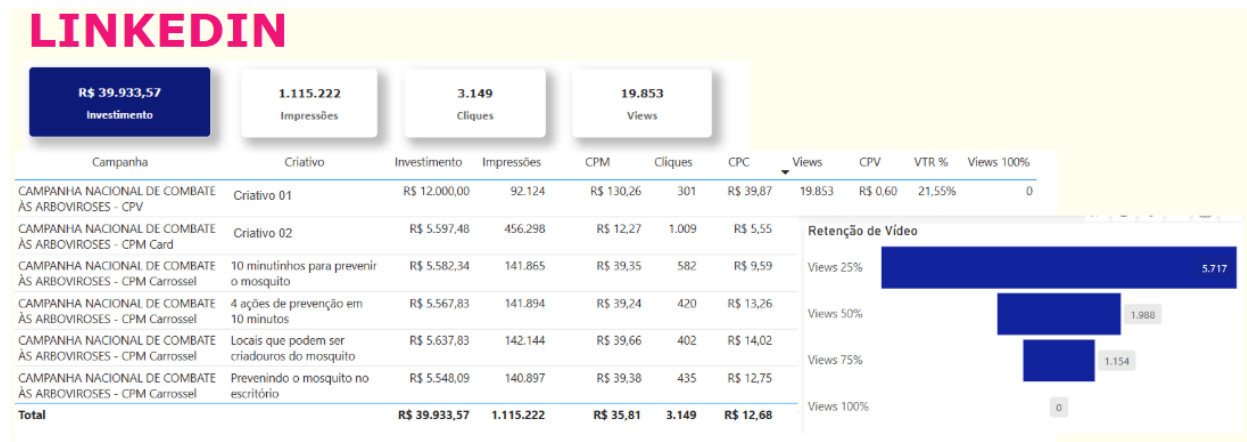 LINKEDIN
R$ 39.933,57
Investimento
1.115.222
Impressões
3.149
Cliques
19.853
Views
Campanha Criativo Investimento Impressões CPM Cliques CPC Views CPV VTR % Views 100%
CAMPANHA NACIONAL DE COMBATE
ÀS ARBOVIROSES - CPV
Criativo 01
R$ 12.000,00 92.124 R$ 130,26 301 R$ 39,87 19.853 R$ 0,60 21,55% 0
CAMPANHA NACIONAL DE COMBATE
ÀS ARBOVIROSES - CPM Card
Criativo 02
R$ 5.597,48 456.298 R$ 12,27 1.009 R$ 5,55
CAMPANHA NACIONAL DE COMBATE
ÀS ARBOVIROSES - CPM Carrossel
10 minutinhos para prevenir
o mosquito
R$ 5.582,34 141.865 R$ 39,35 582 R$ 9,59
CAMPANHA NACIONAL DE COMBATE
ÀS ARBOVIROSES - CPM Carrossel
4 ações de prevenção em
10 minutos
R$ 5.567,83 141.894 R$ 39,24 420 R$ 13,26
CAMPANHA NACIONAL DE COMBATE
ÀS ARBOVIROSES - CPM Carrossel
Locais que podem ser
criadouros do mosquito
R$ 5.637,83 142.144 R$ 39,66 402 R$ 14,02
CAMPANHA NACIONAL DE COMBATE
ÀS ARBOVIROSES - CPM Carrossel
Prevenindo o mosquito no
escritório
R$ 5.548,09 140.897 R$ 39,38 435 R$ 12,75
Total R$ 39.933,57 1.115.222 R$ 35,81 3.149 R$ 12,68
Retenção de Vídeo
Views 25% 5.717
Views 50% 1.988
Views 75% 1.154
Views 100% 0